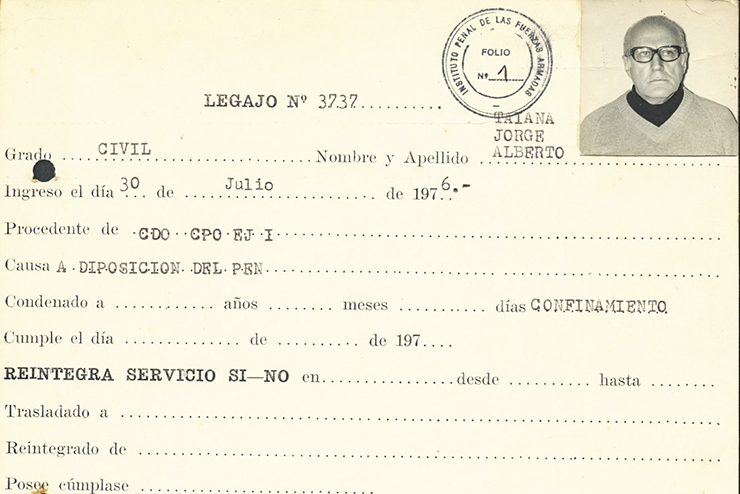 INSTITUTO PENAL DE LAS FUERZAS ARMADAS
FOLIO
Nº 1
LEGAJO Nº 3737..........
TAIANA
JORGE
ALBERTO
Grado ..... CIVIL ..... Nombre y Apellido .....
Ingreso el día 30 de Julio de 1976.-
Procedente de CDO CPO EJ I
Causa A DIPOSICION DEL PEN
Condenado a ........... años ........ meses ........... días CONFINAMIENTO
Cumple el día .............. de .......... de 197....
REINTEGRA SERVICIO SI—NO en.............. desde .......... hasta ........
Trasladado a ..........
Reintegrado de ..........
Posee cúmplase ..........